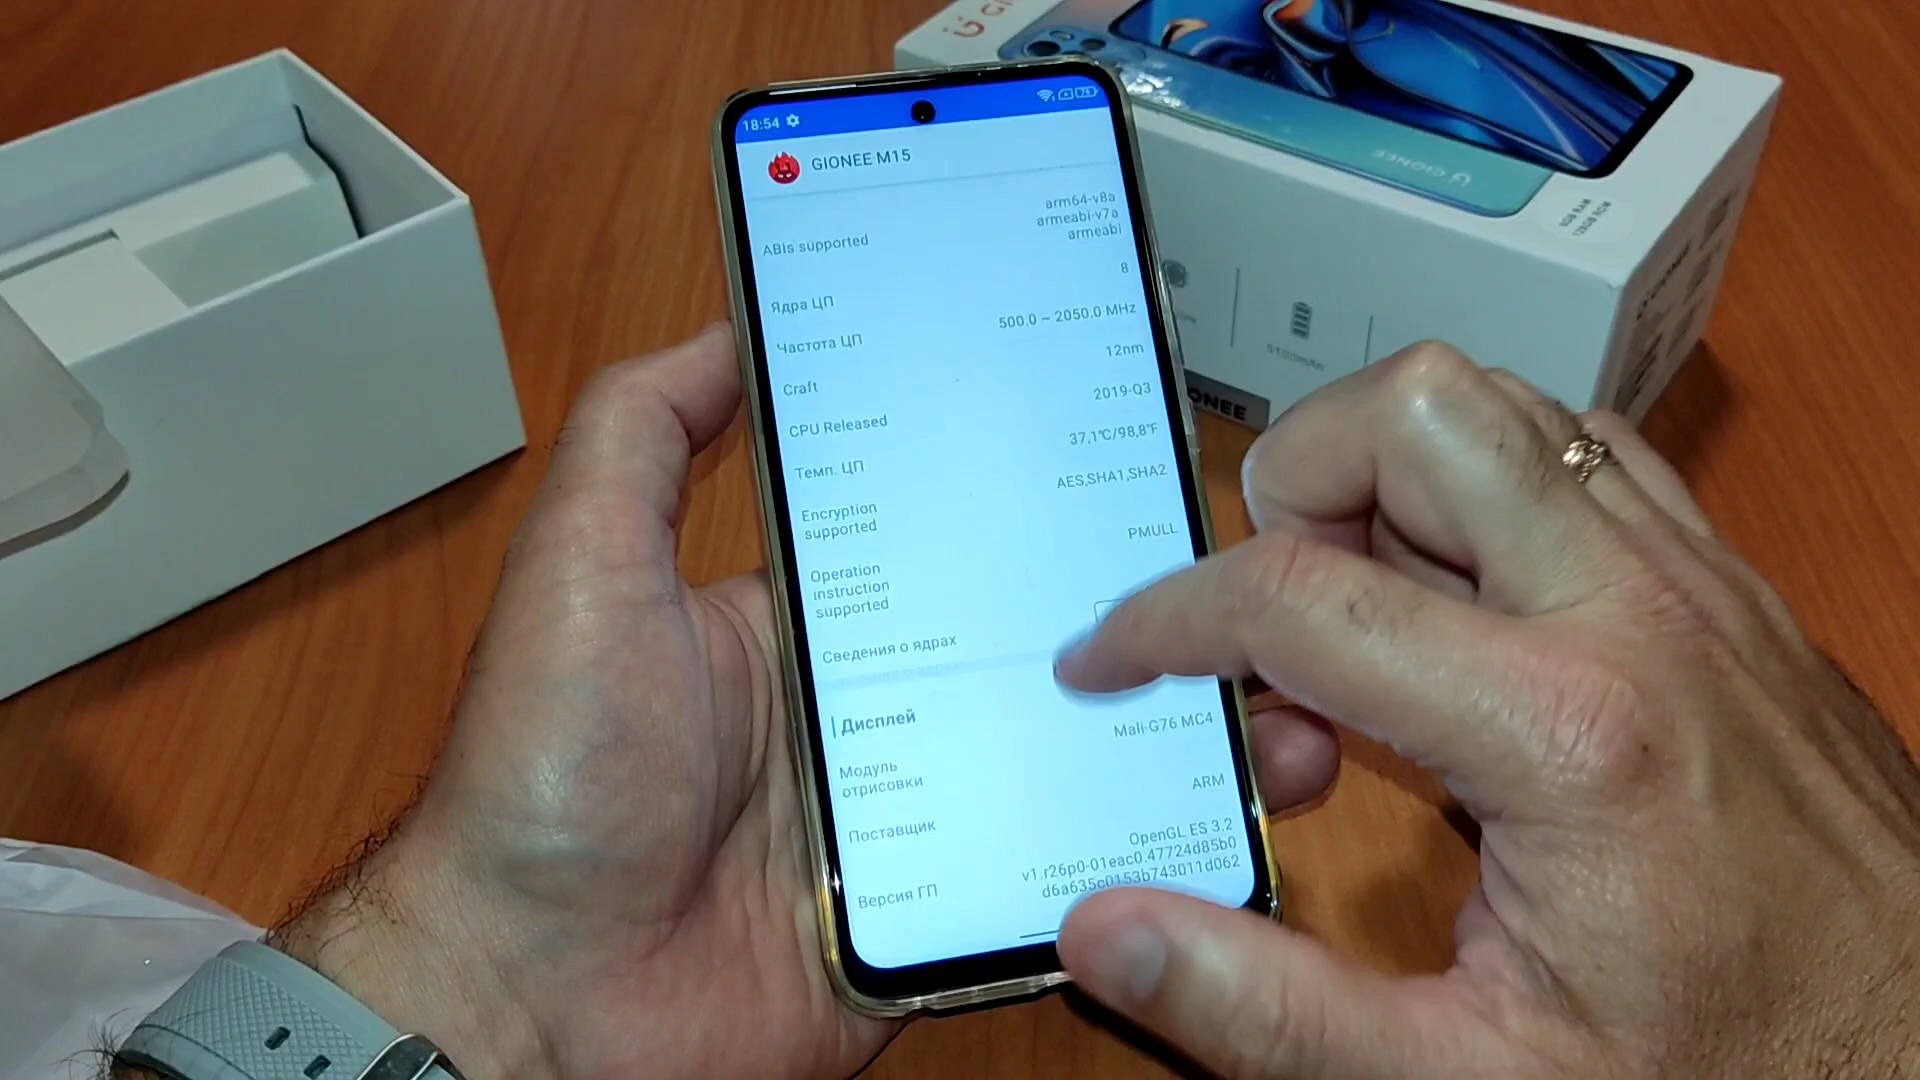 18:54
76
GIONEE M15
ABIs supported
arm64-v8a
armeabi-v7a
armeabi
Ядра ЦП
8
Частота ЦП
500.0 ~ 2050.0 MHz
Craft
12nm
CPU Released
2019-Q3
Темп. ЦП
37,1°C/98,8°F
Encryption
supported
AES,SHA1,SHA2
Operation
instruction
supported
PMULL
Сведения о ядрах
Дисплей
Модуль
отрисовки
Mali-G76 MC4
Поставщик
ARM
Версия ГП
OpenGL ES 3.2
v1.r26p0-01eac0.47724d85b0
d6a635c0153b743011d062
GIONEE
5100mAh